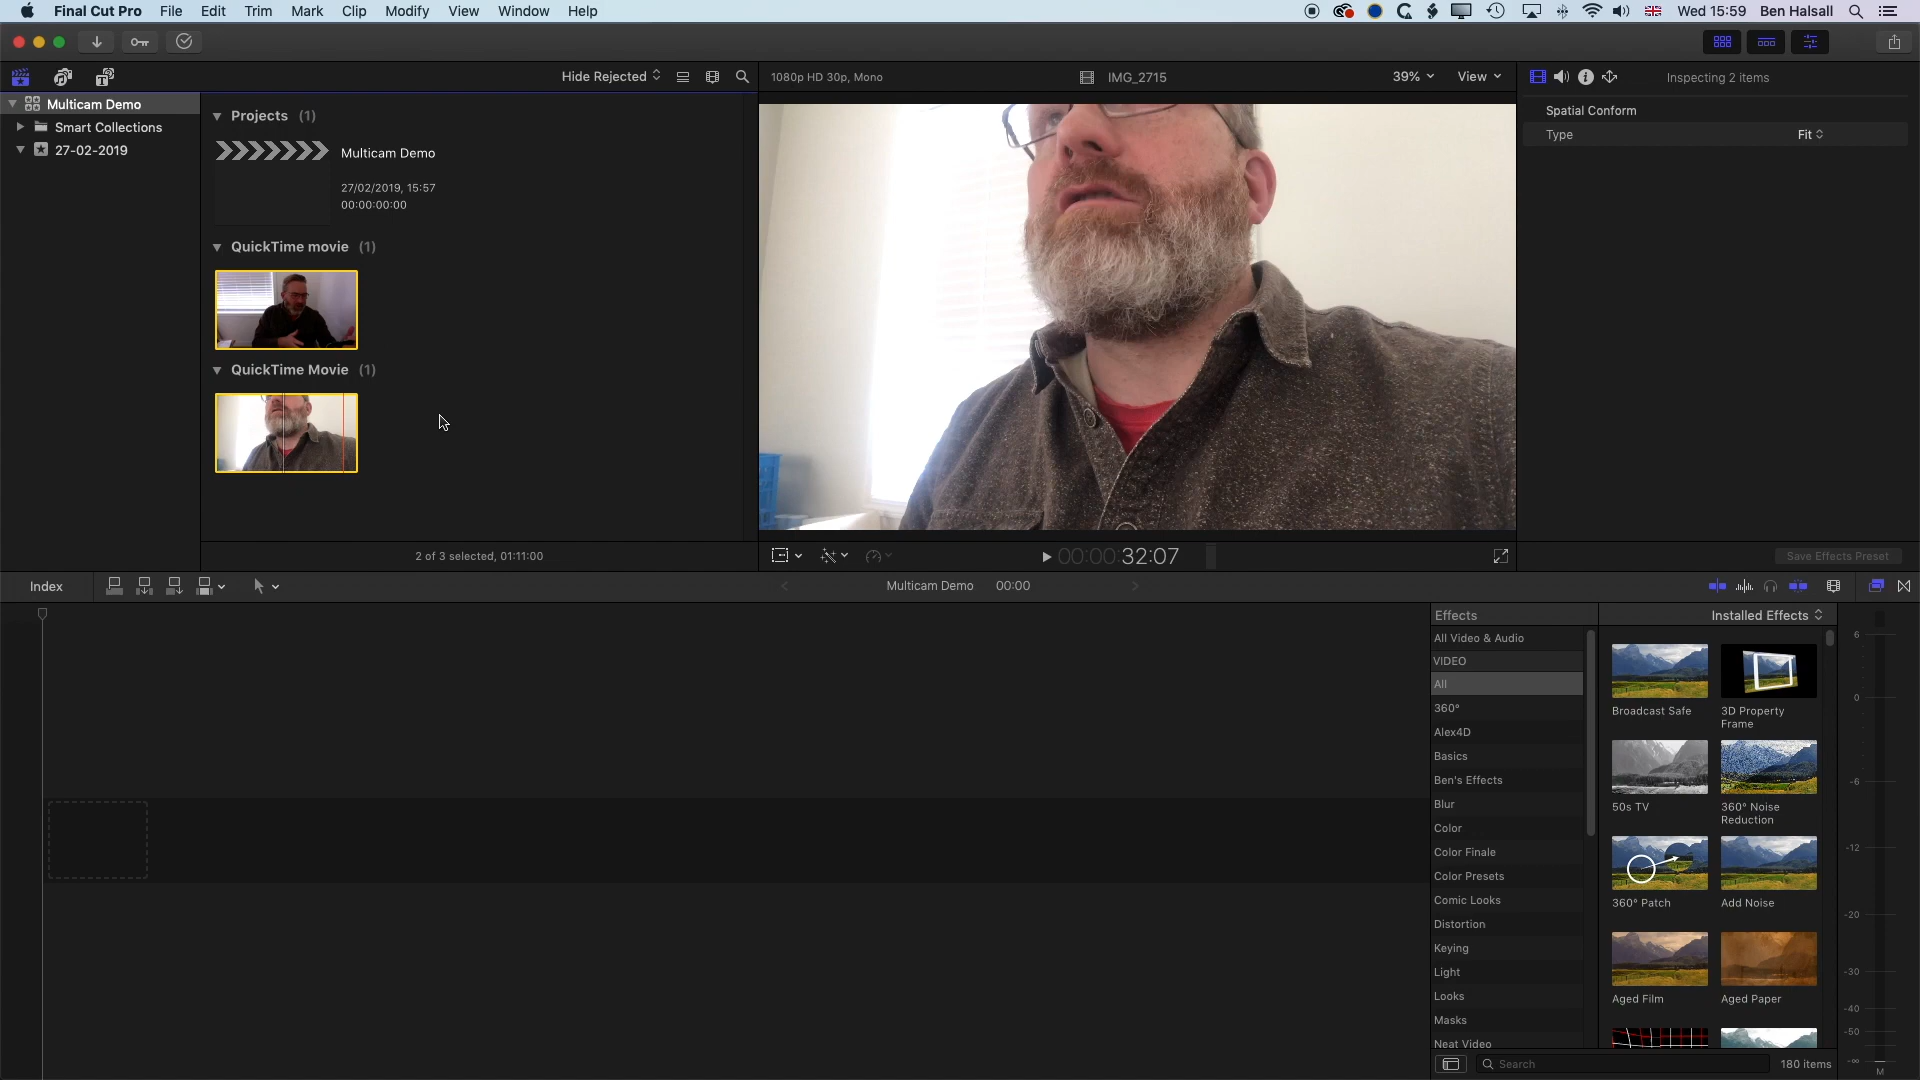 Final Cut Pro File Edit Trim Mark Clip Modify View Window Help Wed 15:59 Ben Halsall
Hide Rejected
1080p HD 30p, Mono IMG_2715 39% View
Inspecting 2 items
Multicam Demo
Smart Collections
27-02-2019
Projects (1)
Multicam Demo
27/02/2019, 15:57
00:00:00:00
QuickTime movie (1)
QuickTime Movie (1)
2 of 3 selected, 01:11:00
Spatial Conform
Type Fit
00:00:32:07
Save Effects Preset
Index
Multicam Demo 00:00
Effects
Installed Effects
All Video & Audio
VIDEO
All
360°
Alex4D
Basics
Ben's Effects
Blur
Color
Color Finale
Color Presets
Comic Looks
Distortion
Keying
Light
Looks
Masks
Neat Video
Broadcast Safe
3D Property
Frame
50s TV
360° Noise
Reduction
360° Patch
Add Noise
Aged Film
Aged Paper
Search
180 items
6
0
-6
-12
-20
-30
-40
-50
-∞
M